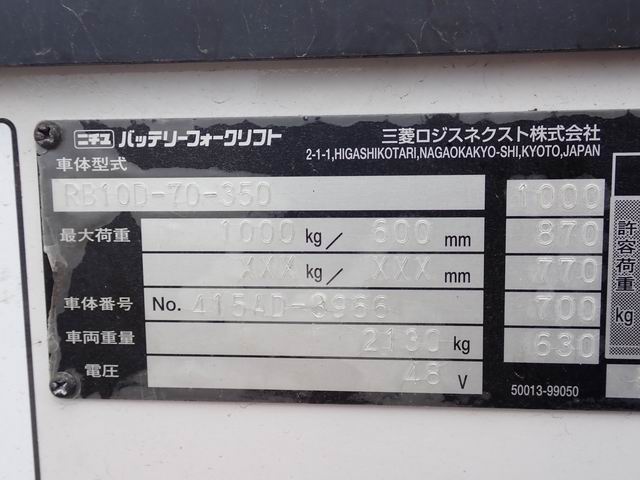 ニチユ バッテリーフォークリフト 三菱ロジスネクスト株式会社
2-1-1,HIGASHIKOTARI,NAGAOKAKYO-SHI,KYOTO,JAPAN
車体型式
RB10D-70-350 1000
最大荷重 1000 kg/ 600 mm 870
XXX kg/ XXX mm 770
車体番号 No. 415AD-3966 700
車両重量 2130 kg 630
電圧 48 V
許容荷重 kg
50013-99050